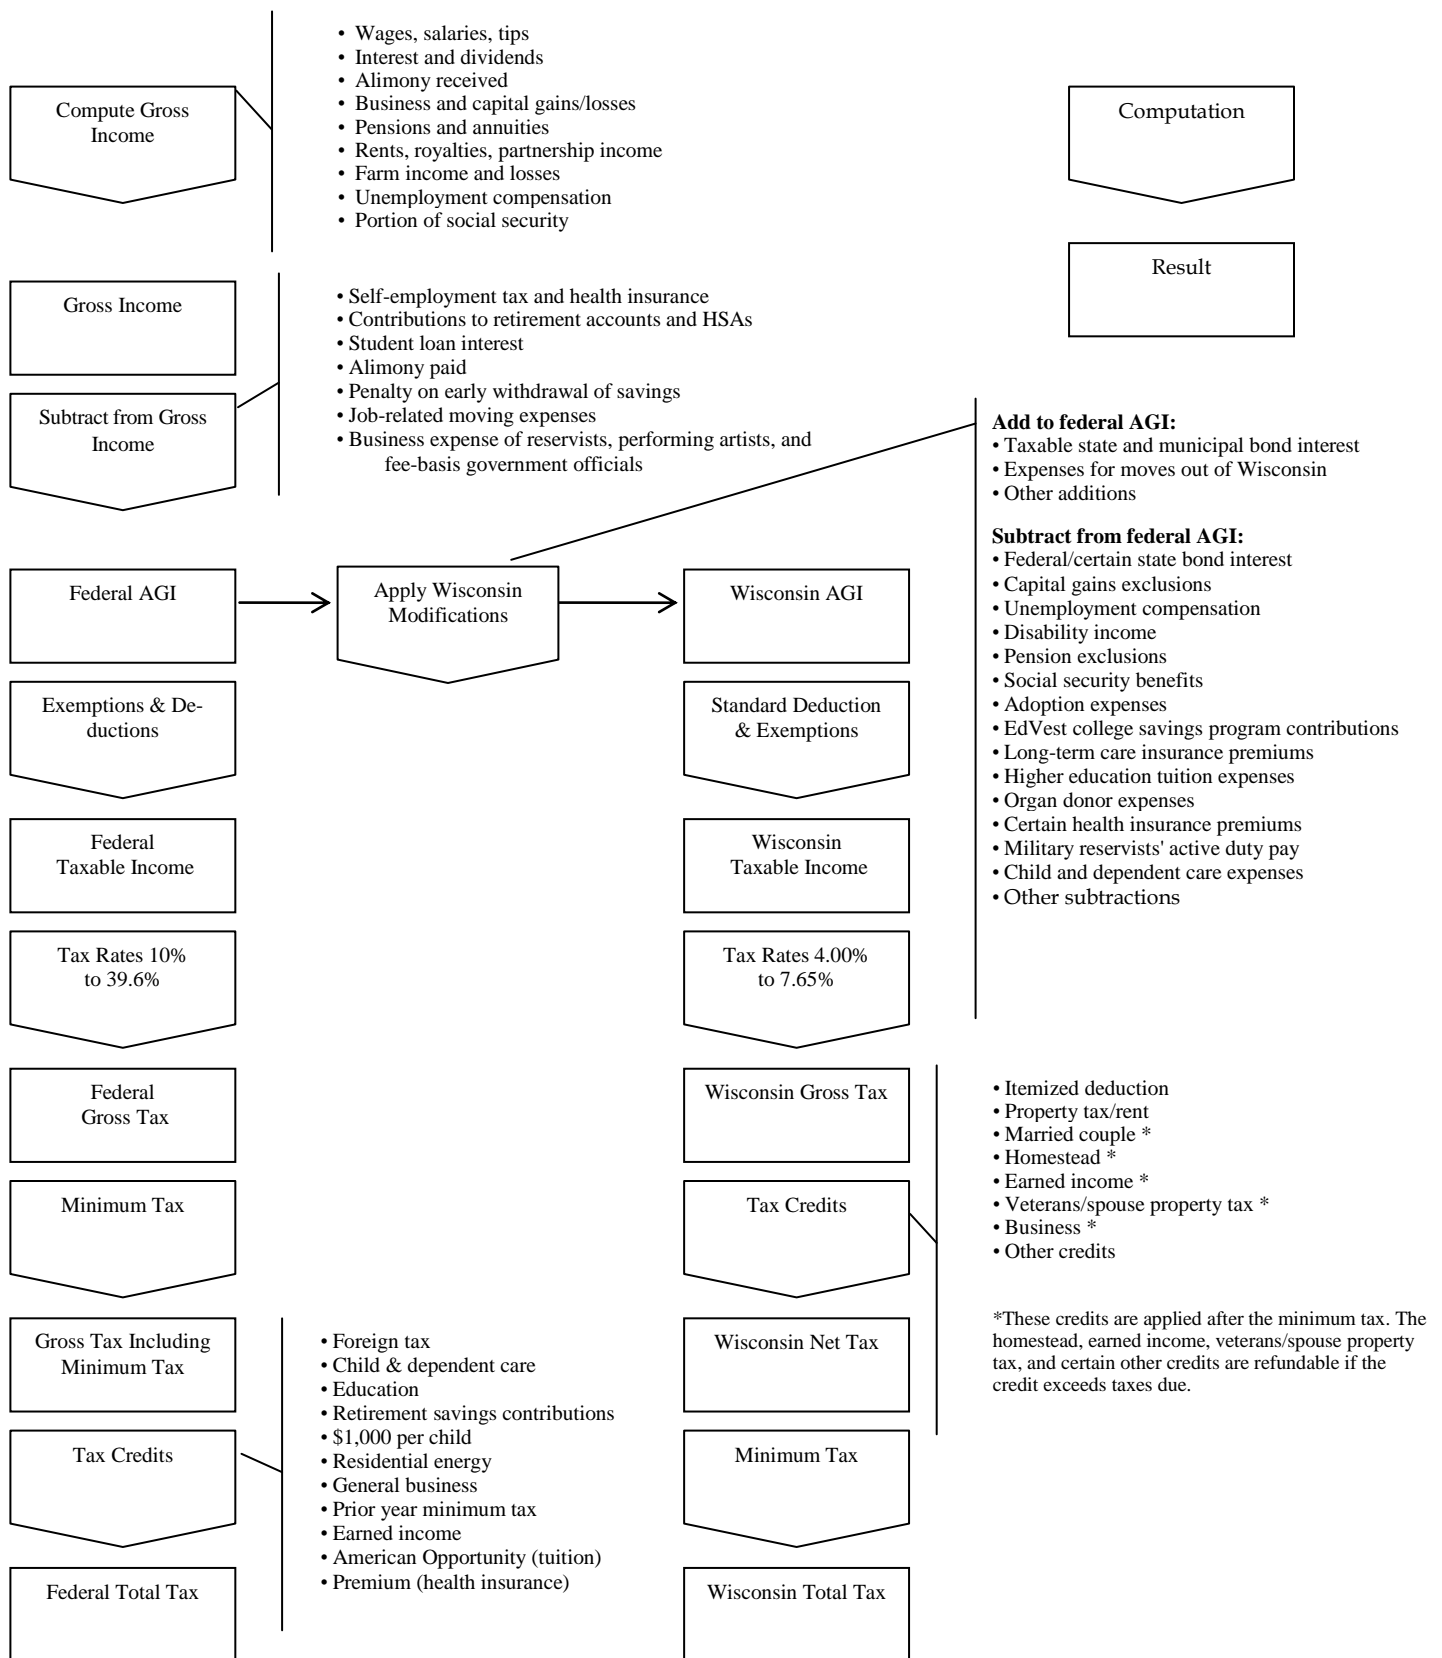 • Wages, salaries, tips
• Interest and dividends
• Alimony received
• Business and capital gains/losses
• Pensions and annuities
• Rents, royalties, partnership income
• Farm income and losses
• Unemployment compensation
• Portion of social security
Compute Gross
Income
Computation
Result
Gross Income
• Self-employment tax and health insurance
• Contributions to retirement accounts and HSAs
• Student loan interest
• Alimony paid
• Penalty on early withdrawal of savings
• Job-related moving expenses
• Business expense of reservists, performing artists, and
fee-basis government officials
Subtract from Gross
Income
Add to federal AGI:
• Taxable state and municipal bond interest
• Expenses for moves out of Wisconsin
• Other additions
Subtract from federal AGI:
• Federal/certain state bond interest
• Capital gains exclusions
• Unemployment compensation
• Disability income
• Pension exclusions
• Social security benefits
• Adoption expenses
• EdVest college savings program contributions
• Long-term care insurance premiums
• Higher education tuition expenses
• Organ donor expenses
• Certain health insurance premiums
• Military reservists' active duty pay
• Child and dependent care expenses
• Other subtractions
Federal AGI
Apply Wisconsin
Modifications
Wisconsin AGI
Exemptions & De-
ductions
Standard Deduction
& Exemptions
Federal
Taxable Income
Wisconsin
Taxable Income
Tax Rates 10%
to 39.6%
Tax Rates 4.00%
to 7.65%
Federal
Gross Tax
Wisconsin Gross Tax
• Itemized deduction
• Property tax/rent
• Married couple *
• Homestead *
• Earned income *
• Veterans/spouse property tax *
• Business *
• Other credits
Minimum Tax
Tax Credits
*These credits are applied after the minimum tax. The
homestead, earned income, veterans/spouse property
tax, and certain other credits are refundable if the
credit exceeds taxes due.
Gross Tax Including
Minimum Tax
• Foreign tax
• Child & dependent care
• Education
• Retirement savings contributions
• $1,000 per child
• Residential energy
• General business
• Prior year minimum tax
• Earned income
• American Opportunity (tuition)
• Premium (health insurance)
Wisconsin Net Tax
Tax Credits
Minimum Tax
Federal Total Tax
Wisconsin Total Tax